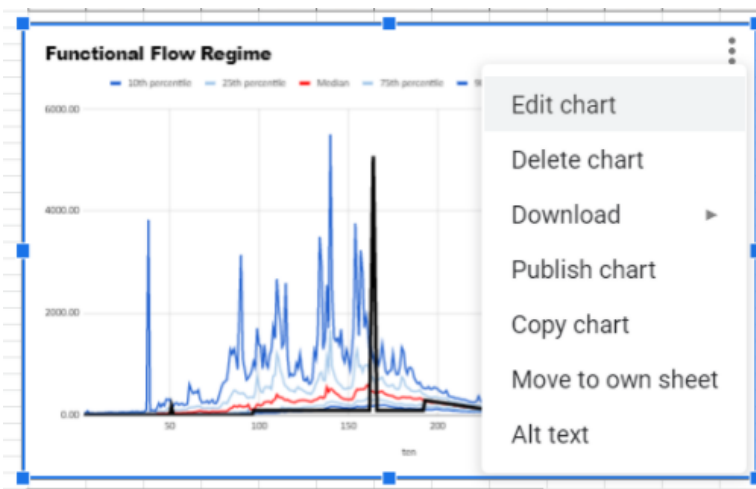 Functional Flow Regime
10th percentile 25th percentile Median 75th percentile
6000.00
4000.00
2000.00
0.00
50 100 150 200
Edit chart
Delete chart
Download
Publish chart
Copy chart
Move to own sheet
Alt text